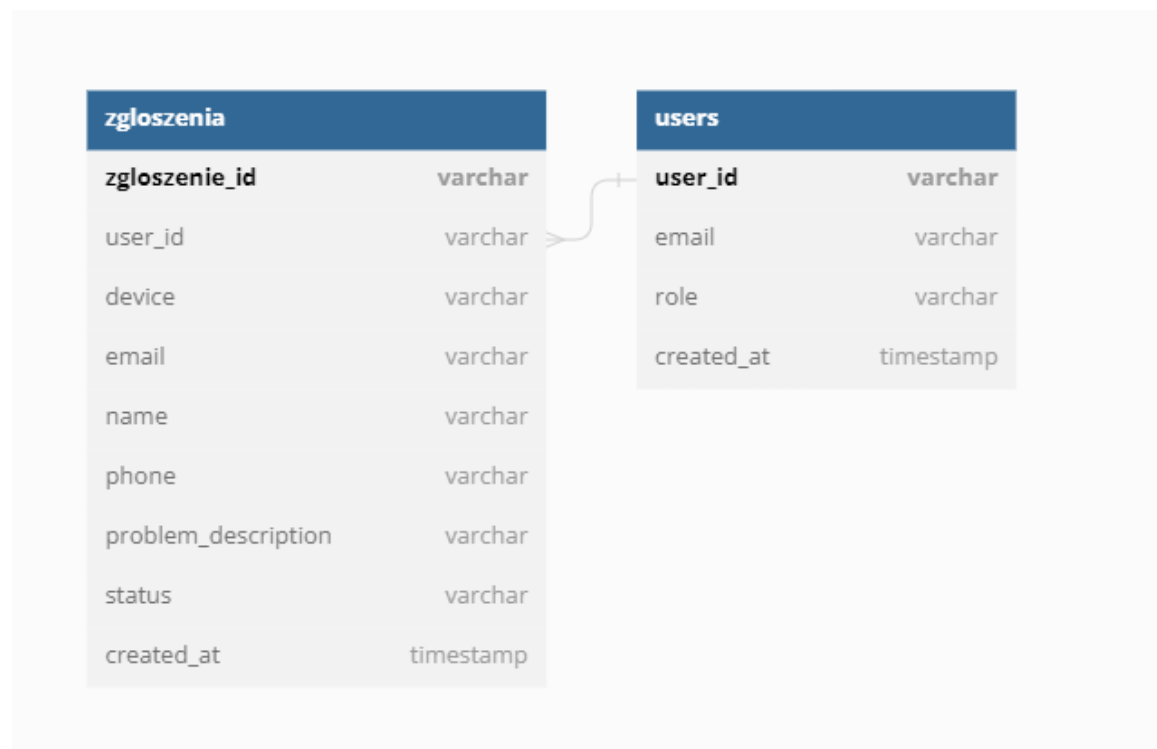 zgloszenia
zgloszenie_id varchar
user_id varchar
device varchar
email varchar
name varchar
phone varchar
problem_description varchar
status varchar
created_at timestamp
users
user_id varchar
email varchar
role varchar
created_at timestamp